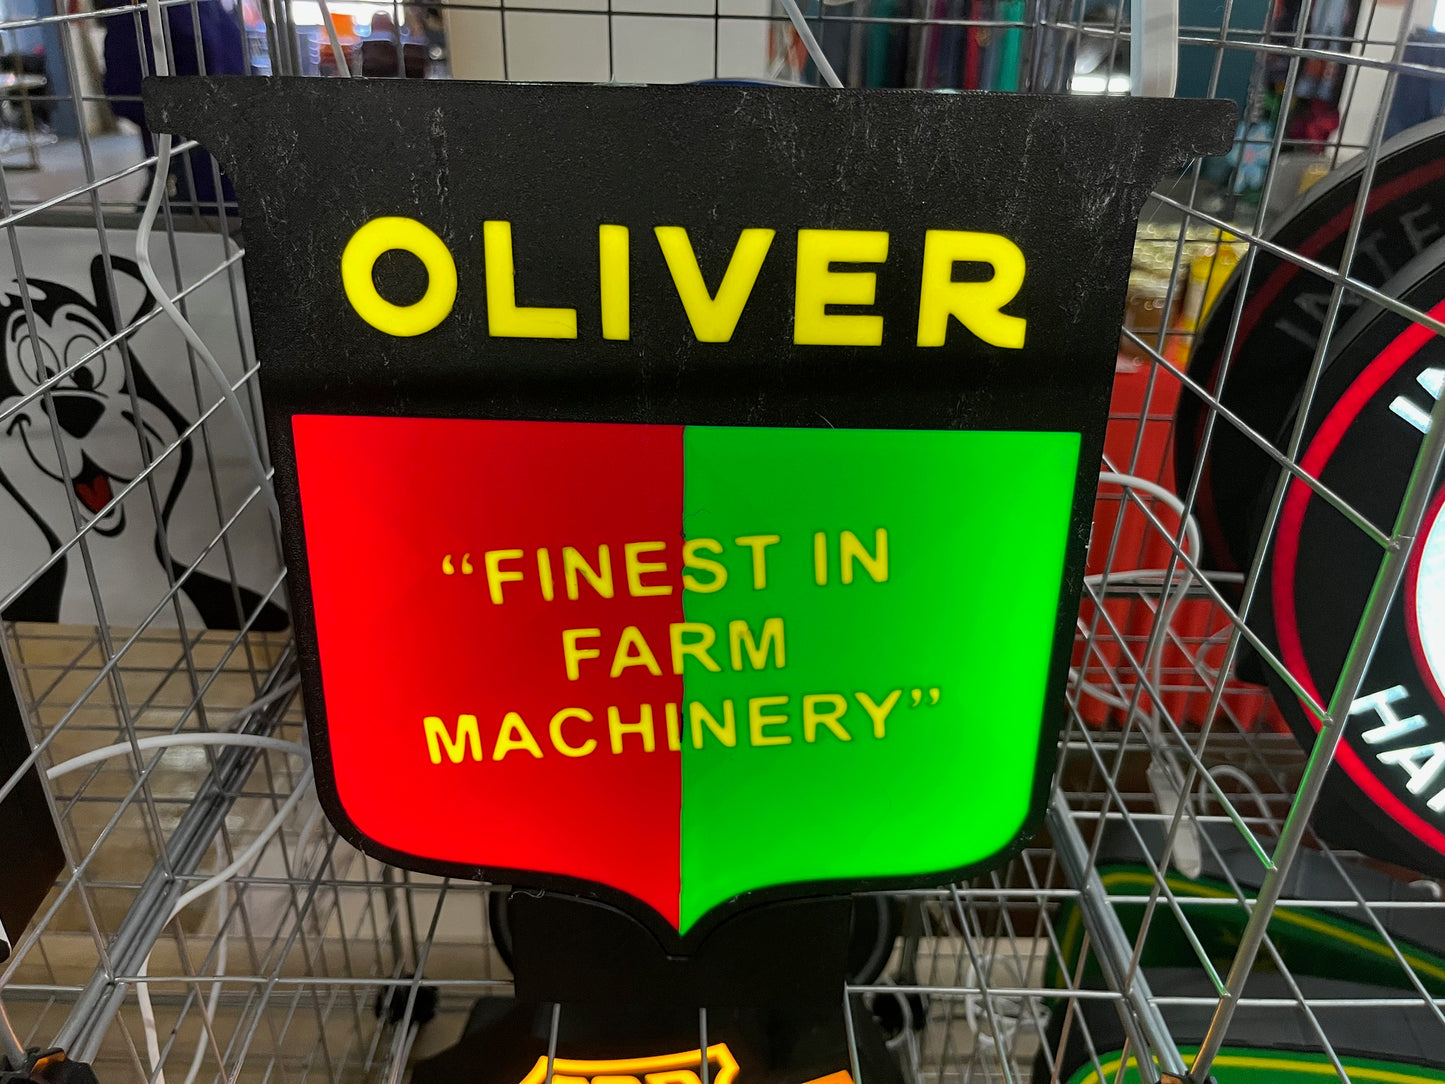 OLIVER
“FINEST IN
FARM
MACHINERY”